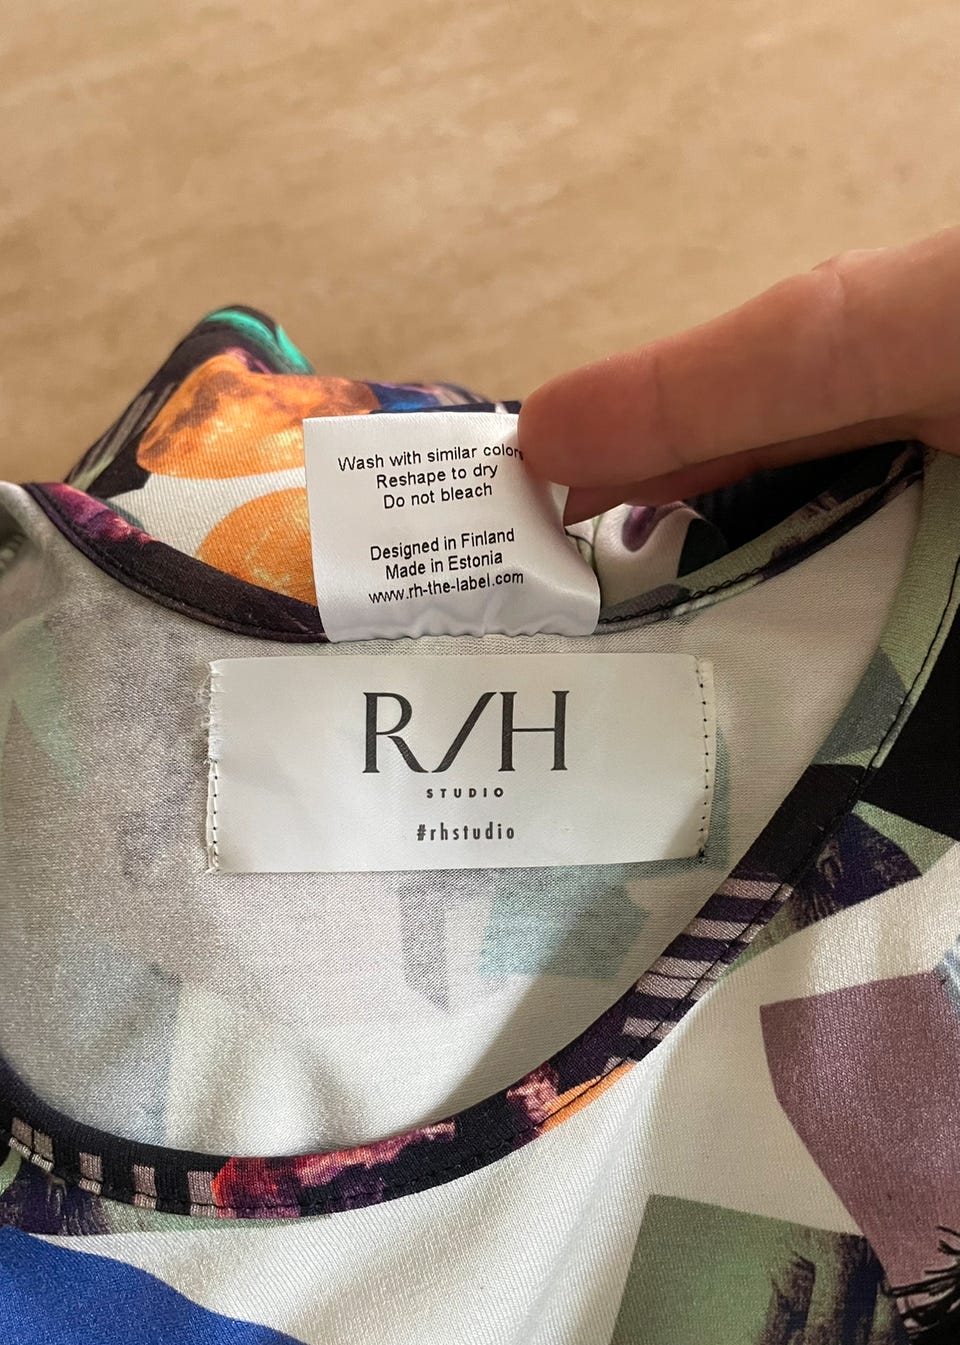 Wash with similar colors
Reshape to dry
Do not bleach
Designed in Finland
Made in Estonia
www.rh-the-label.com
R/H
STUDIO
#rhstudio